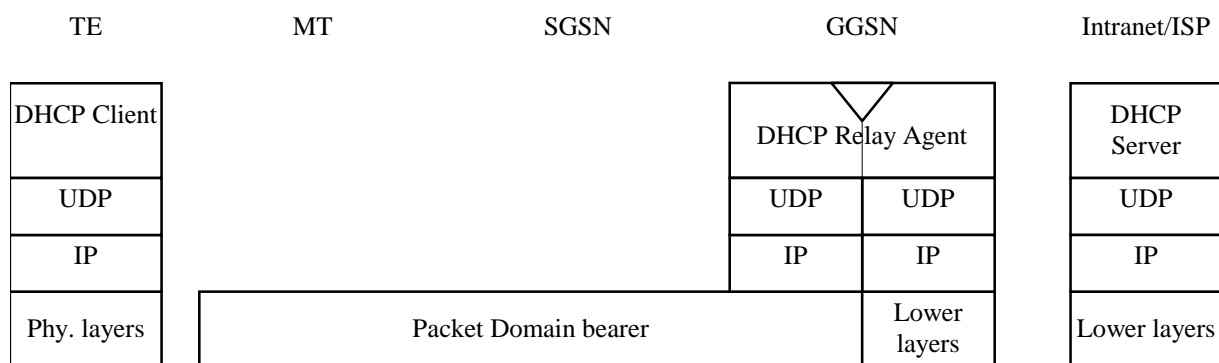 TE MT SGSN GGSN Intranet/ISP
DHCP Client
DHCP Relay Agent
DHCP
Server
UDP UDP UDP UDP
IP IP IP IP
Phy. layers Packet Domain bearer
Lower
layers
Lower layers